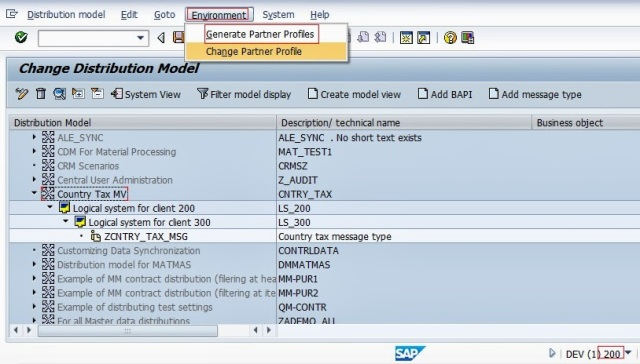 Distribution model Edit Goto Environment System Help
Generate Partner Profiles
Change Partner Profile
Change Distribution Model
System View Filter model display Create model view Add BAPI Add message type
Distribution Model Description/ technical name Business object
ALE_SYNC ALE_SYNC . No short text exists
CDM For Material Processing MAT_TEST1
CRM Scenarios CRMSZ
Central User Administration Z_AUDIT
Country Tax MV CNTRY_TAX
Logical system for client 200 LS_200
Logical system for client 300 LS_300
ZCNTRY_TAX_MSG Country tax message type
Customizing Data Synchronization CONTRLDATA
Distribution model for MATMAS DMMATMAS
Example of MM contract distribution (filering at hea MM-PUR1
Example of MM contract distribution (filtering at ite MM-PUR2
Example of distributing test settings QM-CONTR
For all Master data distributions ZADEMO_ALL
SAP DEV (1) 200